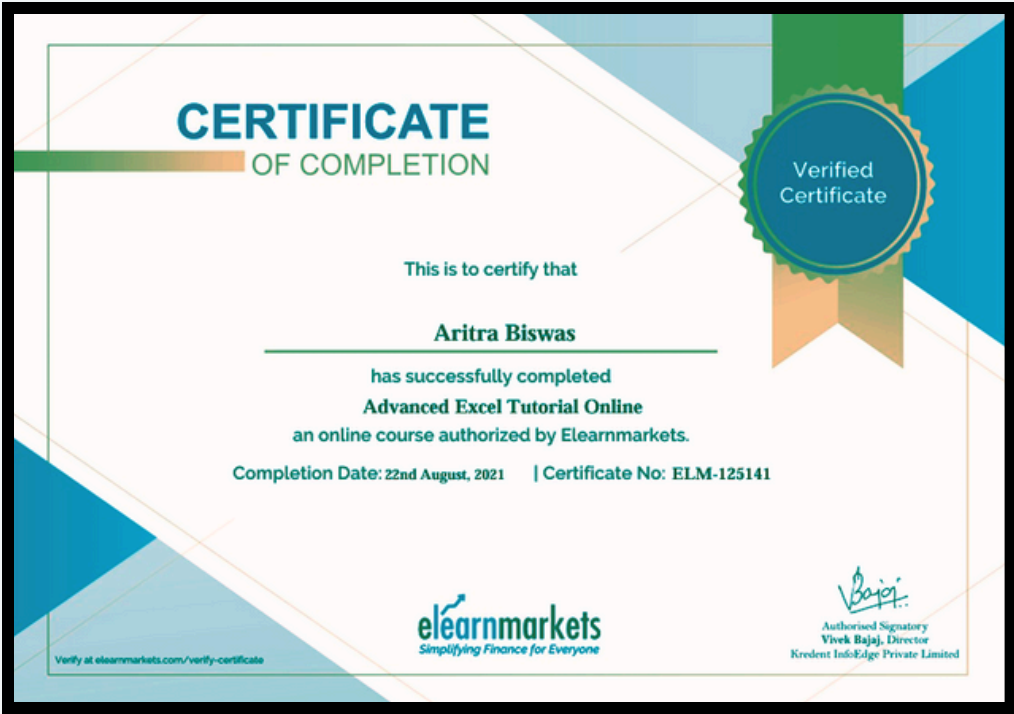 CERTIFICATE
OF COMPLETION
Verified
Certificate
This is to certify that
Aritra Biswas
has successfully completed
Advanced Excel Tutorial Online
an online course authorized by Elearnmarkets.
Completion Date: 22nd August, 2021 | Certificate No: ELM-125141
elearnmarkets
Simplifying Finance for Everyone
Bajaj
Authorised Signatory
Vivek Bajaj, Director
Kredent InfoEdge Private Limited
Verify at elearnmarkets.com/verify-certificate